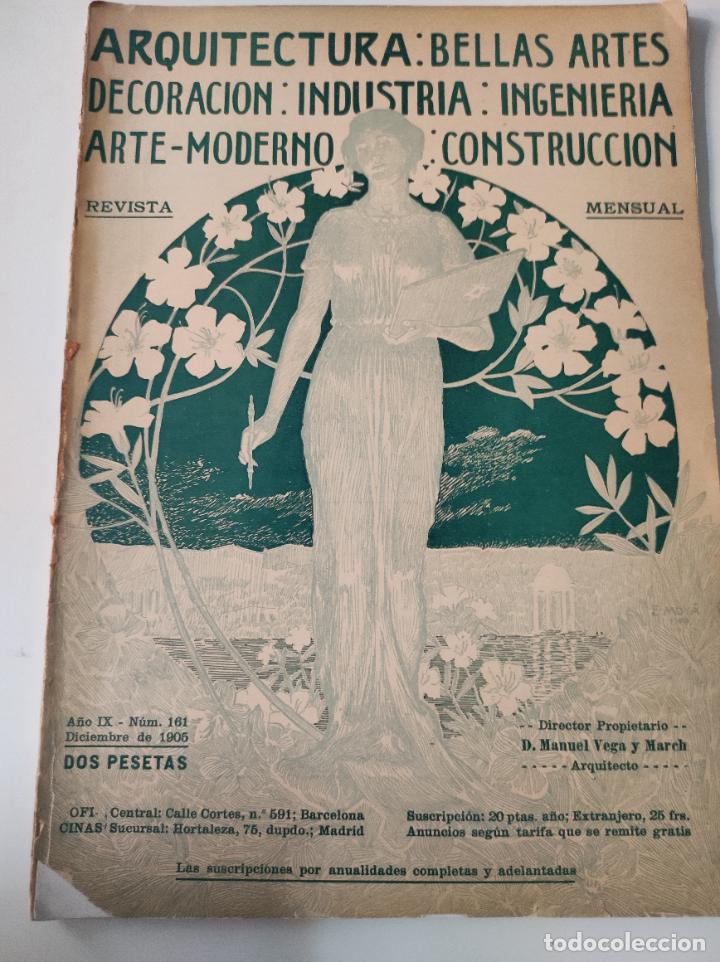 ARQUITECTURA : BELLAS ARTES
DECORACION : INDUSTRIA : INGENIERIA
ARTE-MODERNO : CONSTRUCCION
REVISTA MENSUAL
E. MOYÁ
Año IX - Núm. 161
Diciembre de 1905
DOS PESETAS
-- Director Propietario --
D. Manuel Vega y March
----- Arquitecto -----
OFI- Central: Calle Cortes, n.º 591; Barcelona
CINAS Sucursal: Hortaleza, 75, dupdo.; Madrid
Suscripción: 20 ptas. año; Extranjero, 25 frs.
Anuncios según tarifa que se remite gratis
Las suscripciones por anualidades completas y adelantadas
todocoleccion
todocoleccion.net